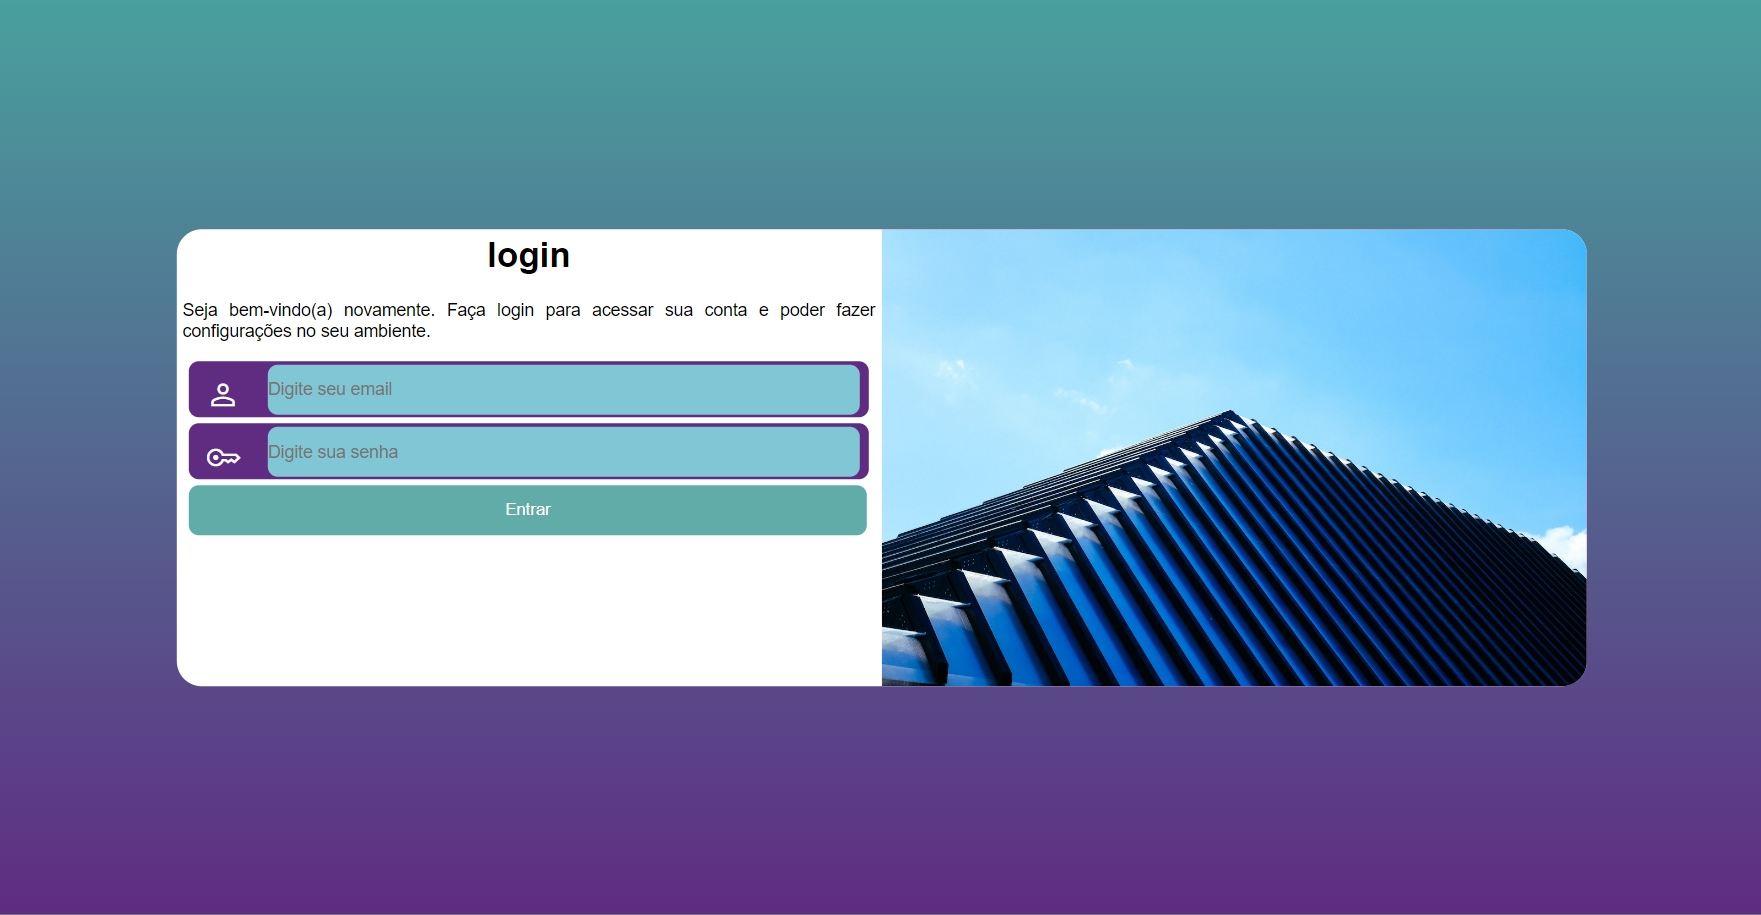 login
Seja bem-vindo(a) novamente. Faça login para acessar sua conta e poder fazer
configurações no seu ambiente.
Digite seu email
Digite sua senha
Entrar